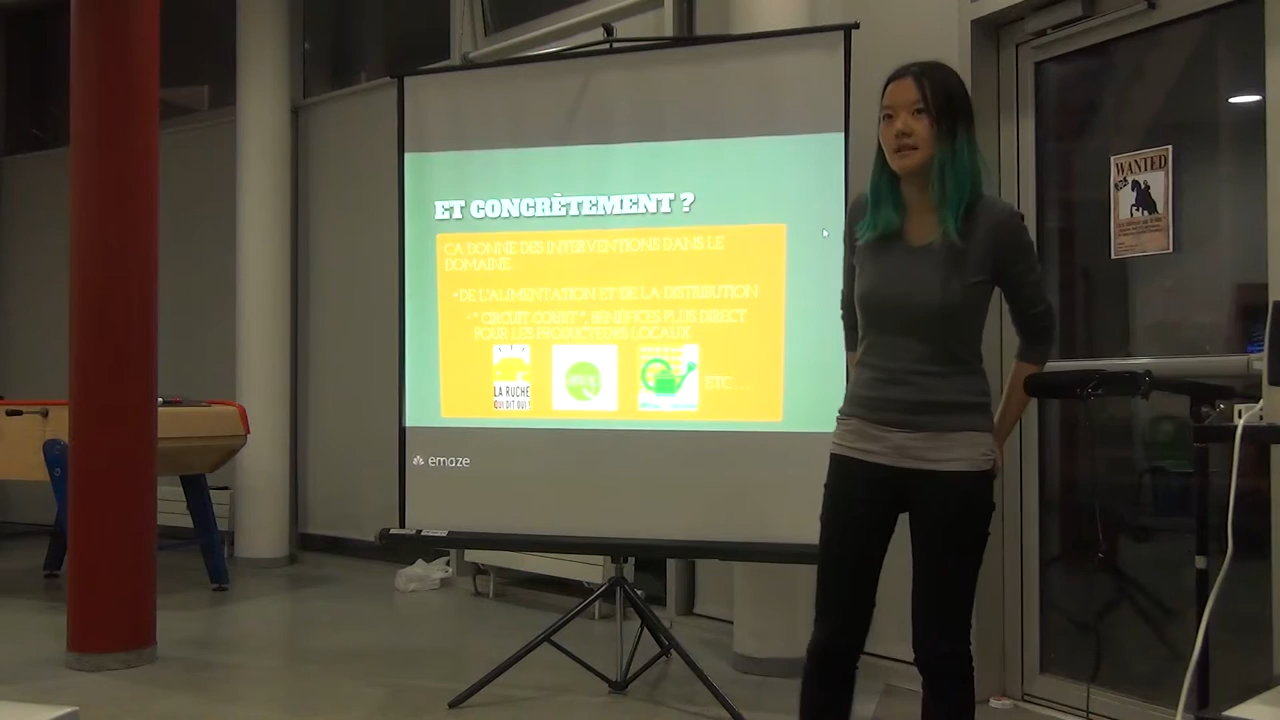 ET CONCRÈTEMENT ?
ÇA DONNE DES INTERVENTIONS DANS LE
DOMAINE
•DE L'ALIMENTATION ET DE LA DISTRIBUTION
-" CIRCUIT COURT", BÉNÉFICES PLUS DIRECT
POUR LES PRODUCTEURS LOCAUX
LA RUCHE
QUI DIT OUI !
ETC....
emaze
WANTED